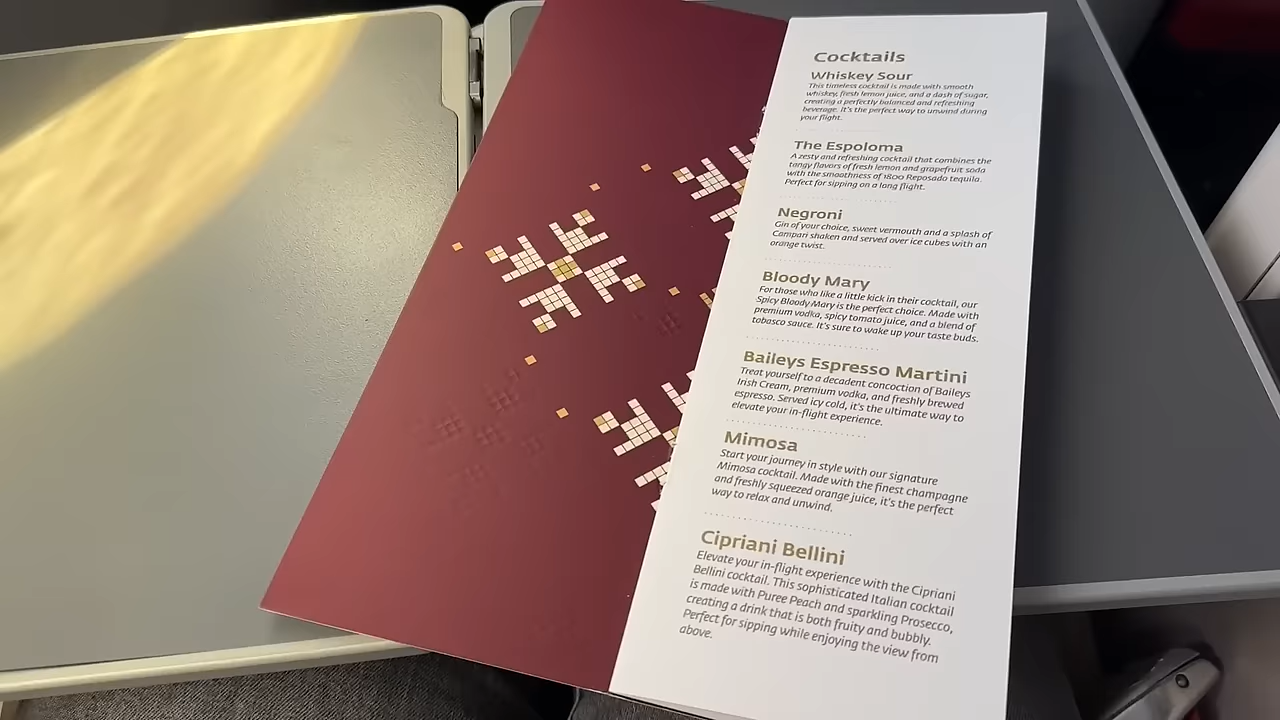 Cocktails
Whiskey Sour
This timeless cocktail is made with smooth
whiskey, fresh lemon juice, and a dash of sugar,
creating a perfectly balanced and refreshing
beverage. It's the perfect way to unwind during
your flight.
The Espoloma
A zesty and refreshing cocktail that combines the
tangy flavors of fresh lemon and grapefruit soda
with the smoothness of 1800 Reposado tequila.
Perfect for sipping on a long flight.
Negroni
Gin of your choice, sweet vermouth and a splash of
Campari shaken and served over ice cubes with an
orange twist.
Bloody Mary
For those who like a little kick in their cocktail, our
Spicy Bloody Mary is the perfect choice. Made with
premium vodka, spicy tomato juice, and a blend of
tobasco sauce. It's sure to wake up your taste buds.
Baileys Espresso Martini
Treat yourself to a decadent concoction of Baileys
Irish Cream, premium vodka, and freshly brewed
espresso. Served icy cold, it's the ultimate way to
elevate your in-flight experience.
Mimosa
Start your journey in style with our signature
Mimosa cocktail. Made with the finest champagne
and freshly squeezed orange juice, it's the perfect
way to relax and unwind.
Cipriani Bellini
Elevate your in-flight experience with the Cipriani
Bellini cocktail. This sophisticated Italian cocktail
is made with Puree Peach and sparkling Prosecco,
creating a drink that is both fruity and bubbly.
Perfect for sipping while enjoying the view from
above.